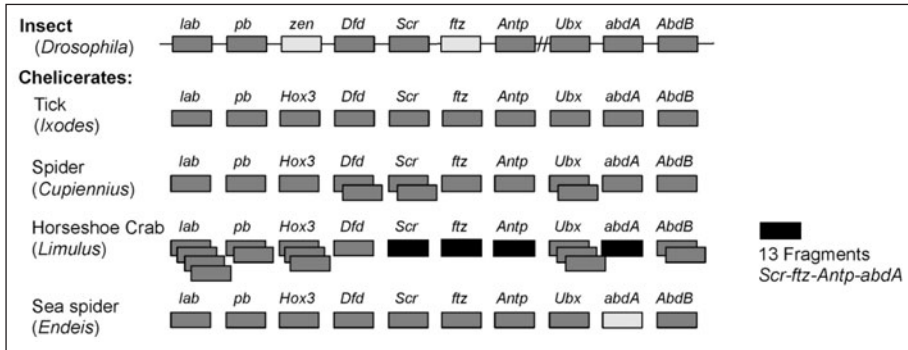 lab pb zen Dfd Scr ftz Antp Ubx abdA AbdB
Insect
(Drosophila)
//
Chelicerates:
lab pb Hox3 Dfd Scr ftz Antp Ubx abdA AbdB
Tick
(Ixodes)
lab pb Hox3 Dfd Scr ftz Antp Ubx abdA AbdB
Spider
(Cupiennius)
lab pb Hox3 Dfd Scr ftz Antp Ubx abdA AbdB
Horseshoe Crab
(Limulus)
13 Fragments
Scr-ftz-Antp-abdA
lab pb Hox3 Dfd Scr ftz Antp Ubx abdA AbdB
Sea spider
(Endeis)